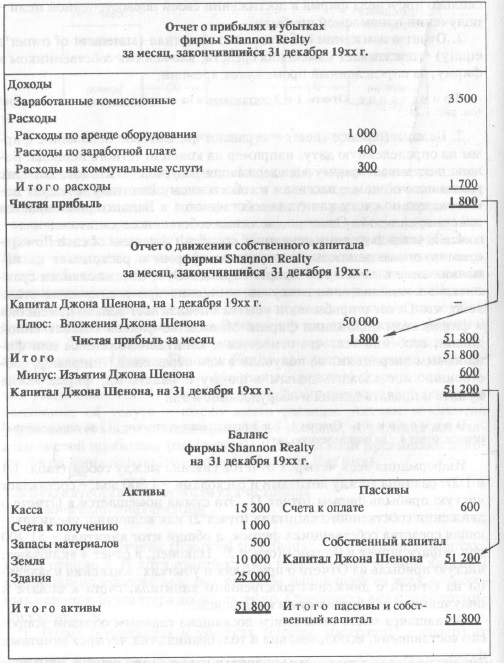 Отчет о прибылях и убытках
фирмы Shannon Realty
за месяц, закончившийся 31 декабря 19хх г.
Доходы
Заработанные комиссионные 3 500
Расходы
Расходы по аренде оборудования 1 000
Расходы по заработной плате 400
Расходы на коммунальные услуги 300
Итого расходы 1 700
Чистая прибыль 1 800
Отчет о движении собственного капитала
фирмы Shannon Realty
за месяц, закончившийся 31 декабря 19хх г.
Капитал Джона Шенона, на 1 декабря 19хх г. –
Плюс: Вложения Джона Шенона 50 000
Чистая прибыль за месяц 1 800 51 800
Итого 51 800
Минус: Изъятия Джона Шенона 600
Капитал Джона Шенона, на 31 декабря 19хх г. 51 200
Баланс
фирмы Shannon Realty
на 31 декабря 19хх г.
Активы Пассивы
Касса 15 300 Счета к оплате 600
Счета к получению 1 000
Запасы материалов 500 Собственный капитал
Земля 10 000 Капитал Джона Шенона 51 200
Здания 25 000
Итого активы 51 800 Итого пассивы и собст-
венный капитал 51 800